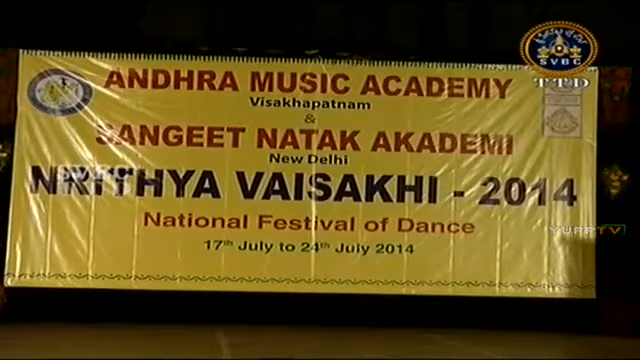 SVBC
TTD
ANDHRA MUSIC ACADEMY
Visakhapatnam
&
SANGEET NATAK AKADEMI
New Delhi
NRITHYA VAISAKHI - 2014
National Festival of Dance
17th July to 24th July 2014
YUPPTV